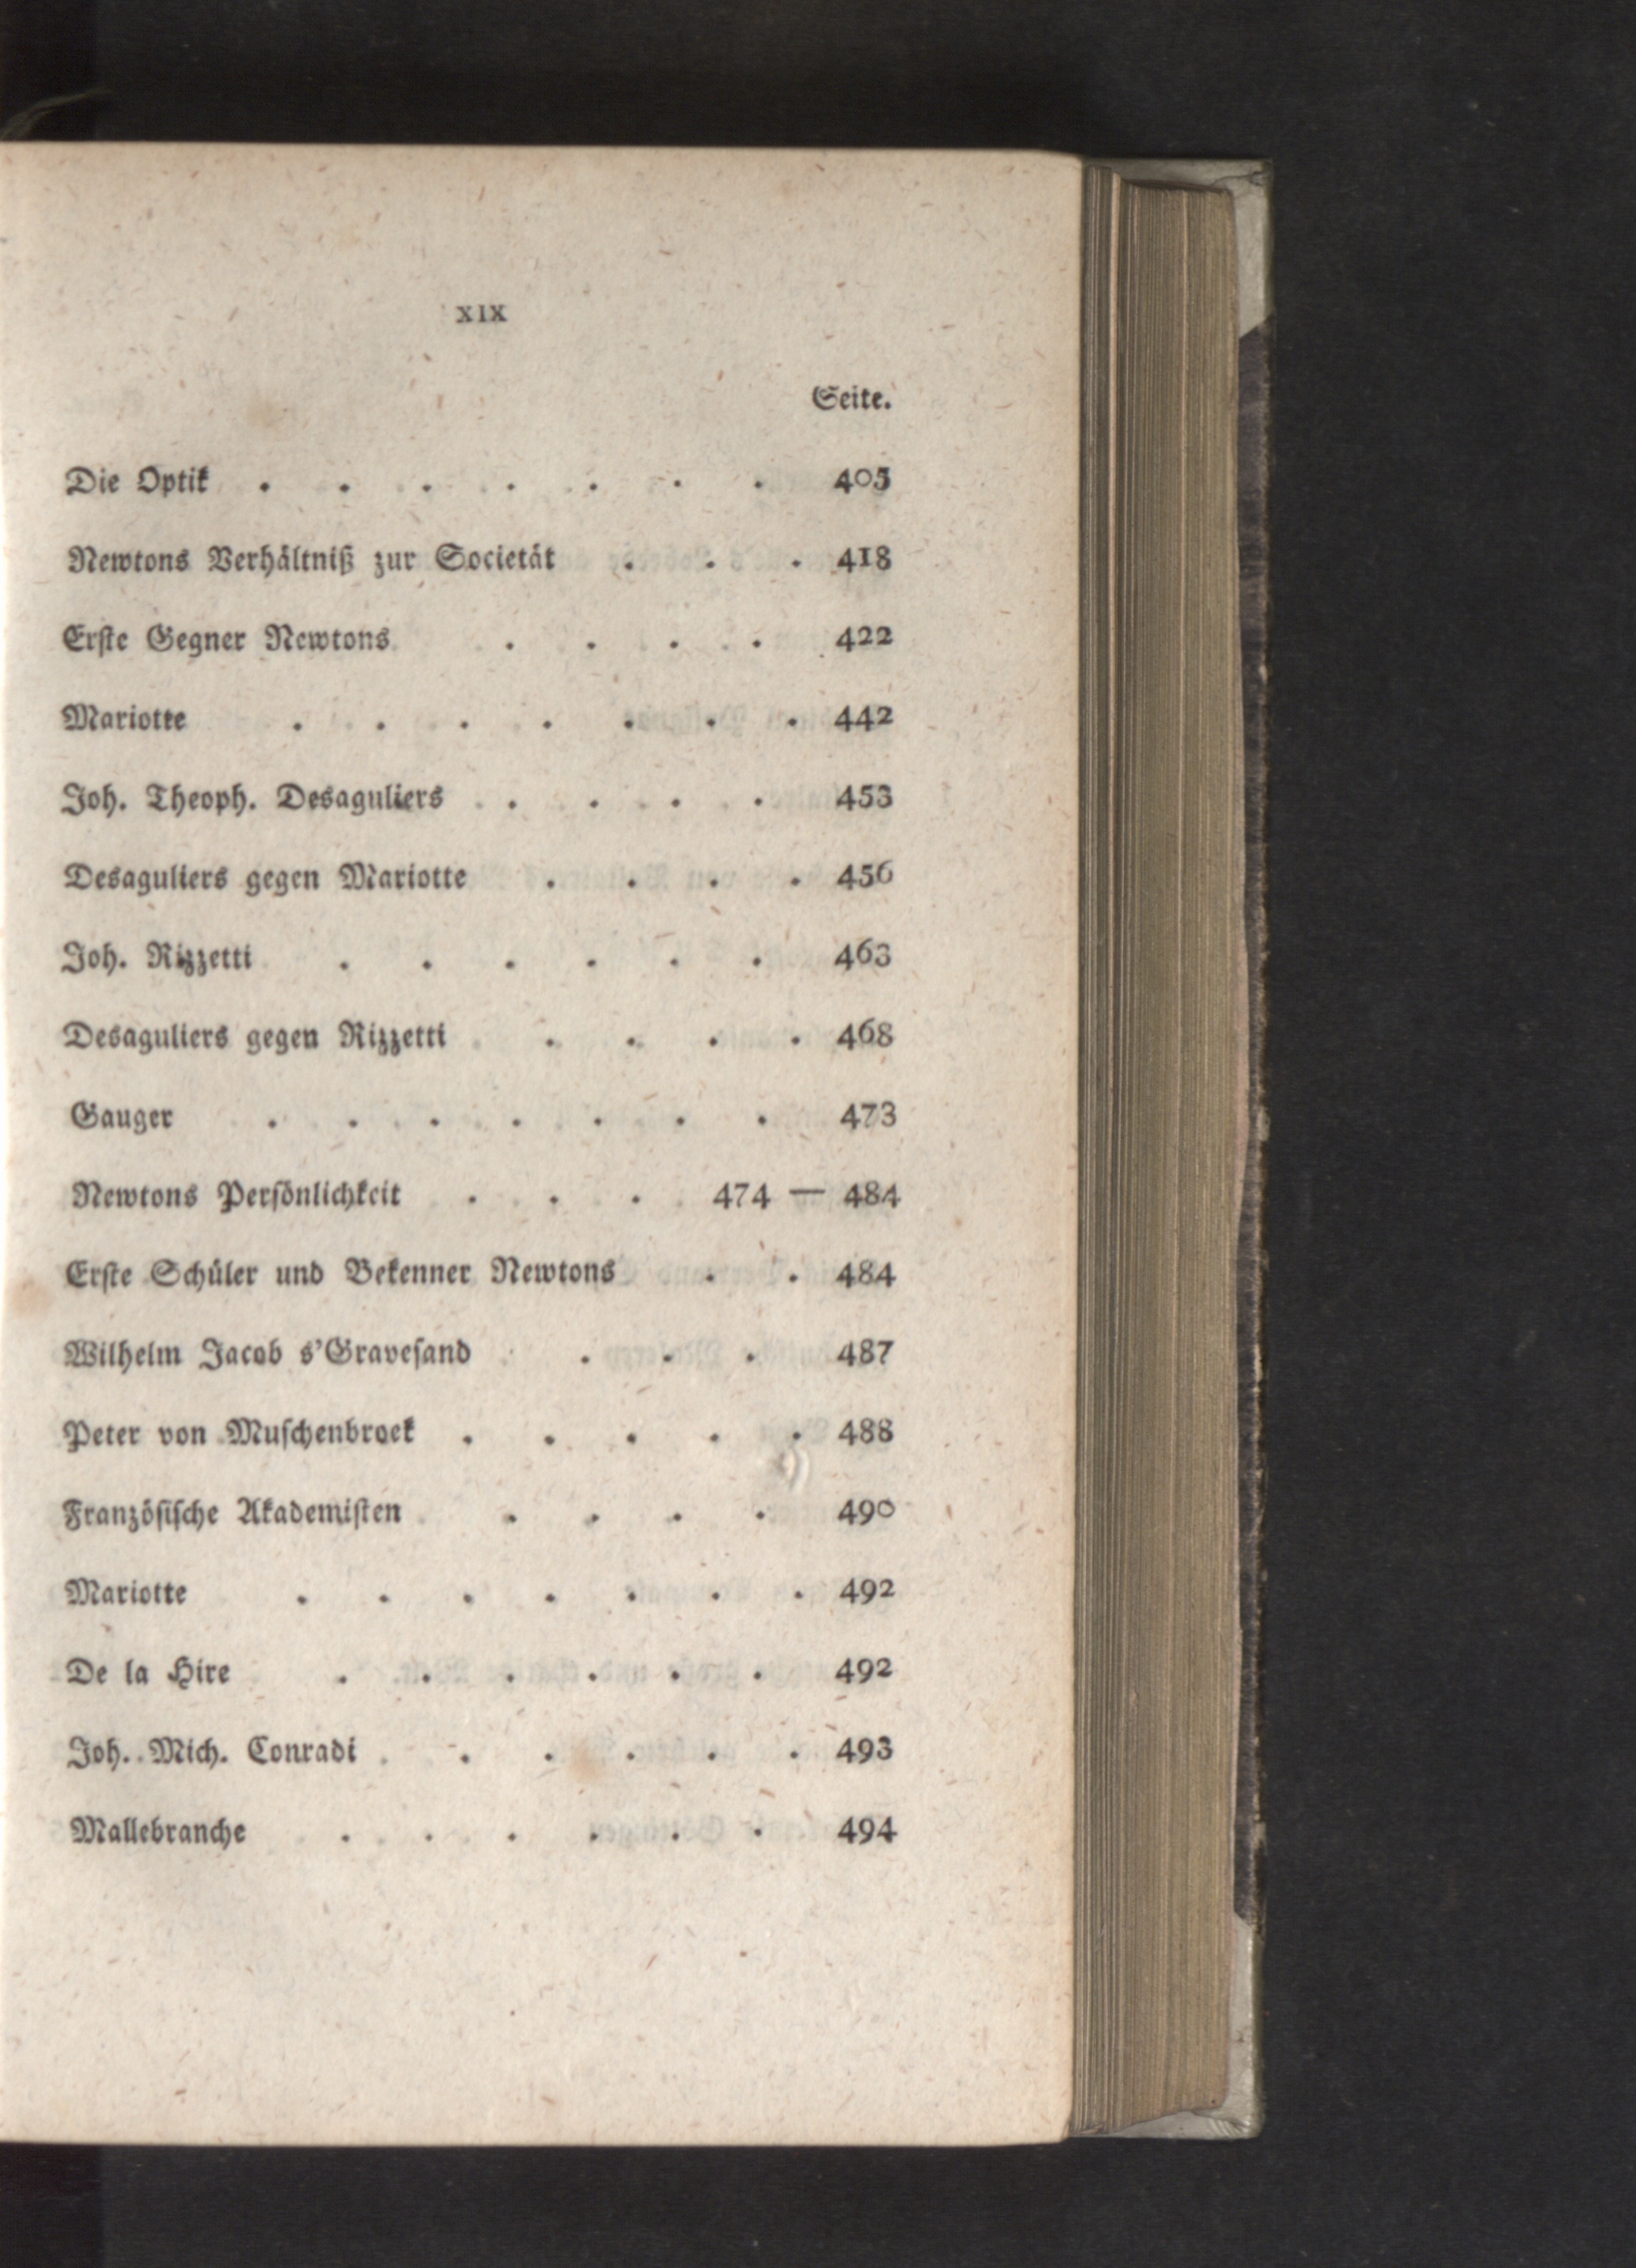 XIX
Seite.
Die Optik . . . . . . . 405
Newtons Verhältniß zur Societät . . . 418
Erſte Gegner Newtons . . . . 422
Mariotte . . . . . . . 442
Joh. Theoph. Desaguliers . . . . 453
Desaguliers gegen Mariotte . . . . 456
Joh. Rizzetti . . . . . . 463
Desaguliers gegen Rizzetti . . . . 468
Gauger . . . . . . . 473
Newtons Perſönlichkeit . . . 474 — 484
Erſte Schüler und Bekenner Newtons . . 484
Wilhelm Jacob s'Graveſand . . . 487
Peter von Muſchenbroek . . . . . 488
Franzöſiſche Akademiſten . . . . 490
Mariotte . . . . . . . 492
De la Hire . . . . . . 492
Joh. Mich. Conradi . . . . . 493
Mallebranche . . . . . . 494